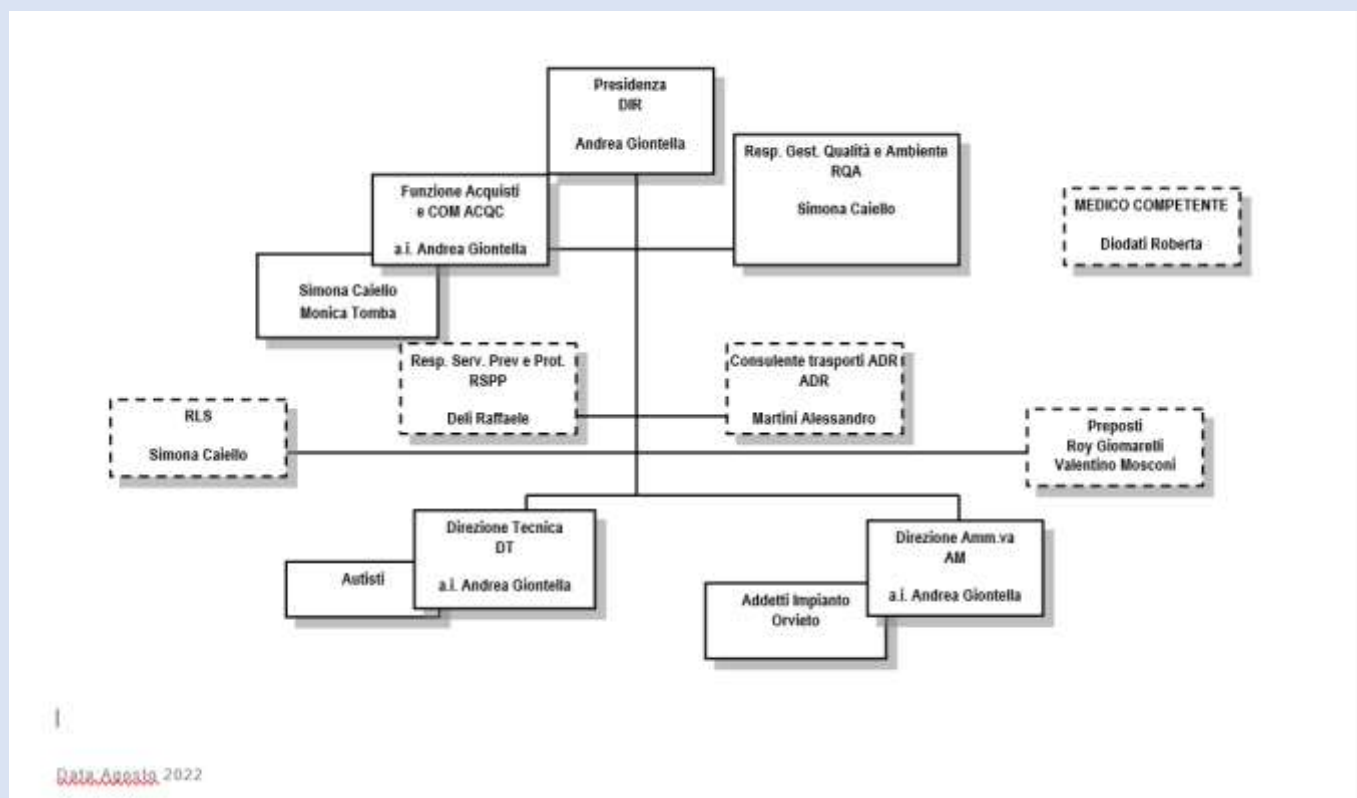 Presidenza
DIR
Andrea Giontella
Resp. Gest. Qualità e Ambiente
RQA
Simona Caiello
Funzione Acquisti
e COM ACQC
a.i. Andrea Giontella
MEDICO COMPETENTE
Diodati Roberta
Simona Caiello
Monica Tomba
Resp. Serv. Prev e Prot.
RSPP
Deli Raffaele
Consulente trasporti ADR
ADR
Martini Alessandro
RLS
Simona Caiello
Preposti
Roy Giomarelli
Valentino Mosconi
Direzione Tecnica
DT
a.i. Andrea Giontella
Autisti
Direzione Amm.va
AM
a.i. Andrea Giontella
Addetti Impianto
Orvieto
Data Agosto 2022